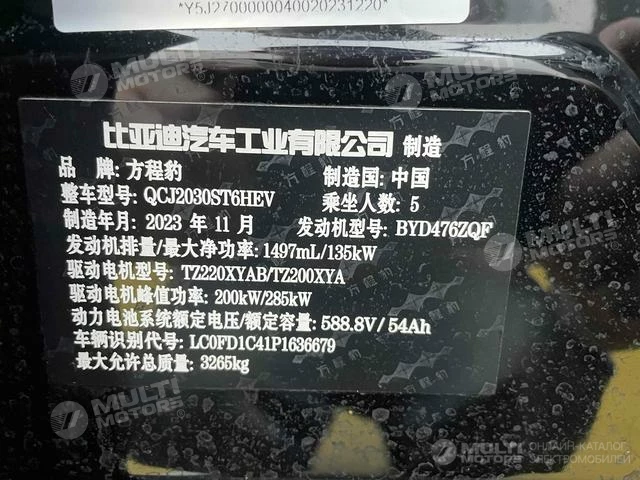 *Y5J27000000040020231220*
比亚迪汽车工业有限公司 制造
品 牌: 方程豹 制造国: 中国
整车型号: QCJ2030ST6HEV 乘坐人数: 5
制造年月: 2023 年 11 月 发动机型号: BYD476ZQF
发动机排量/最大净功率: 1497mL/135kW
驱动电机型号: TZ220XYAB/TZ200XYA
驱动电机峰值功率: 200kW/285kW
动力电池系统额定电压/额定容量: 588.8V/54Ah
车辆识别代号: LC0FD1C41P1636679
最大允许总质量: 3265kg
MULTI MOTORS
ОНЛАЙН-КАТАЛОГ
ЭЛЕКТРОМОБИЛЕЙ